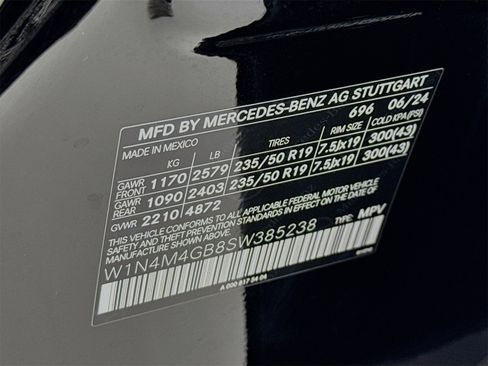 MFD BY MERCEDES-BENZ AG STUTTGART
MADE IN MEXICO 696 06/24
KG LB RIM SIZE COLD KPA(PSI)
GAWR FRONT 1170 2579 235/50 R19 7.5Jx19 300(43)
GAWR REAR 1090 2403 235/50 R19 7.5Jx19 300(43)
GVWR 2210 4872
THIS VEHICLE CONFORMS TO ALL APPLICABLE FEDERAL MOTOR VEHICLE
SAFETY, BUMPER, AND THEFT PREVENTION STANDARDS IN EFFECT
ON THE DATE OF MANUFACTURE SHOWN ABOVE.
W1N4M4GB8SW385238 TYPE: MPV
A 000 817 54 04